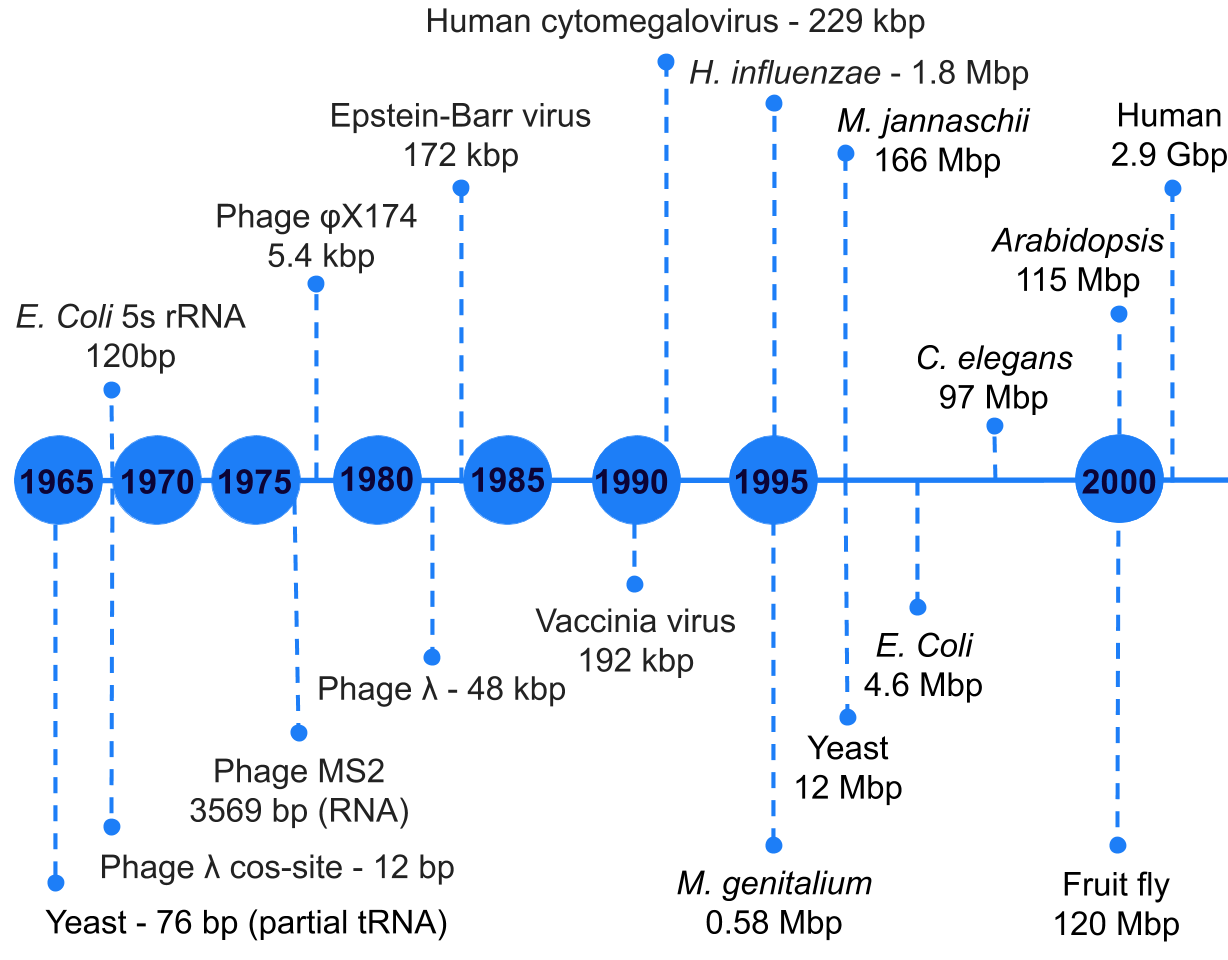 Human cytomegalovirus - 229 kbp
H. influenzae - 1.8 Mbp
Epstein-Barr virus
172 kbp
M. jannaschii
166 Mbp
Human
2.9 Gbp
Phage φX174
5.4 kbp
Arabidopsis
115 Mbp
E. Coli 5s rRNA
120bp
C. elegans
97 Mbp
1965 1970 1975 1980 1985 1990 1995 2000
Vaccinia virus
192 kbp
E. Coli
4.6 Mbp
Phage λ - 48 kbp
Yeast
12 Mbp
Phage MS2
3569 bp (RNA)
Phage λ cos-site - 12 bp
Yeast - 76 bp (partial tRNA)
M. genitalium
0.58 Mbp
Fruit fly
120 Mbp